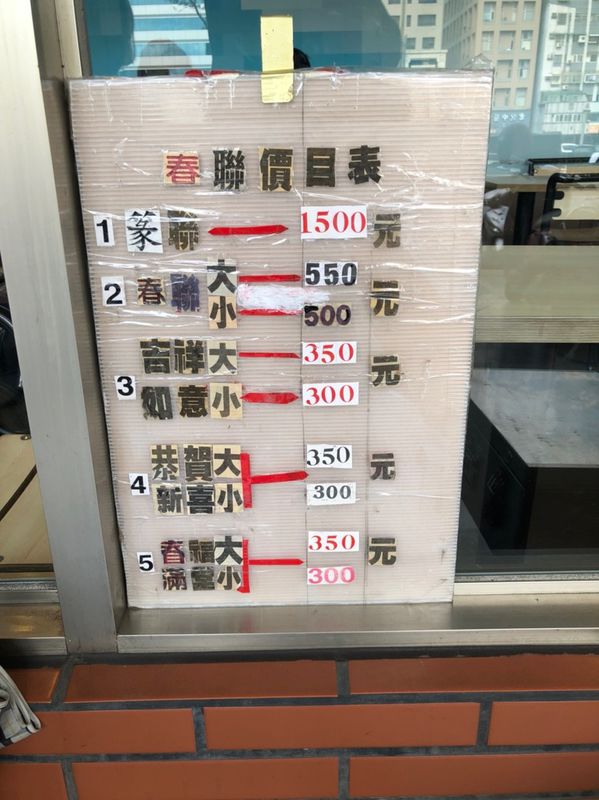 春聯價目表
1 篆聯 1500 元
2 春聯 大 550 元
小 500
3 吉祥大 350 元
如意小 300
4 恭賀大 350 元
新喜小 300
5 春福大 350 元
滿堂小 300